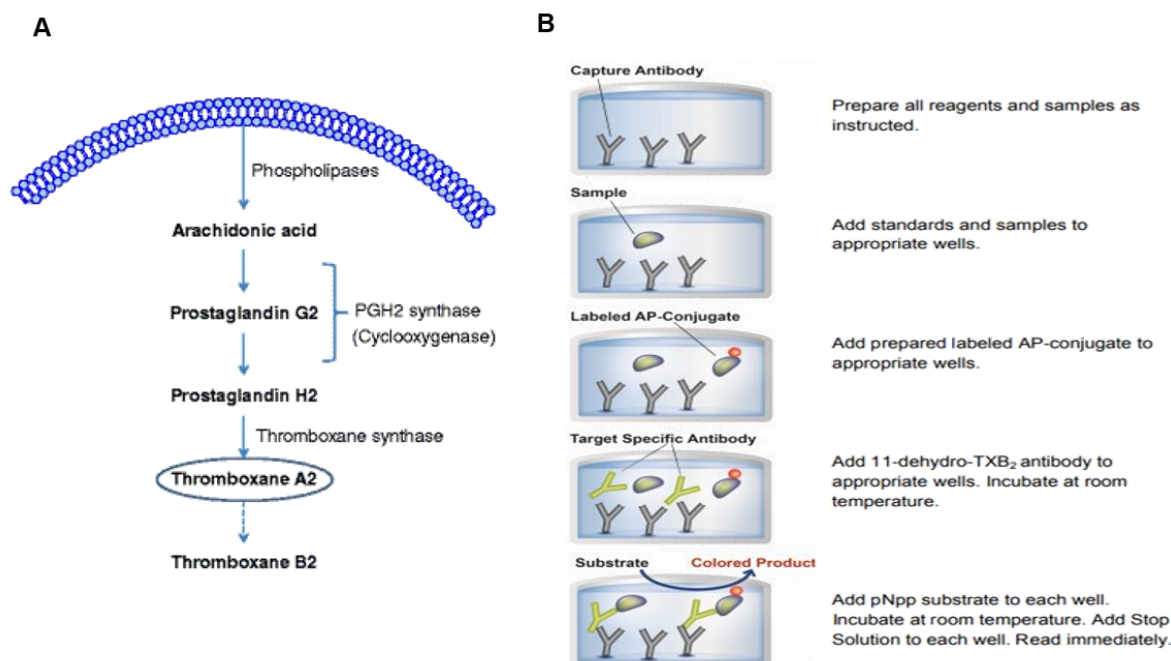 A
Phospholipases
Arachidonic acid
Prostaglandin G2
PGH2 synthase
(Cyclooxygenase)
Prostaglandin H2
Thromboxane synthase
Thromboxane A2
Thromboxane B2
B
Capture Antibody
Prepare all reagents and samples as
instructed.
Sample
Add standards and samples to
appropriate wells.
Labeled AP-Conjugate
Add prepared labeled AP-conjugate to
appropriate wells.
Target Specific Antibody
Add 11-dehydro-TXB₂ antibody to
appropriate wells. Incubate at room
temperature.
Substrate Colored Product
Add pNpp substrate to each well.
Incubate at room temperature. Add Stop
Solution to each well. Read immediately.